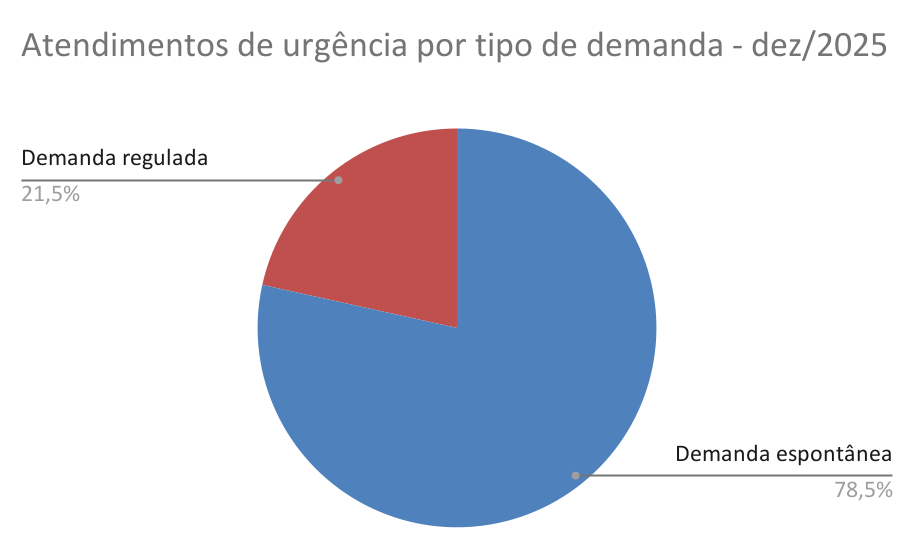 Atendimentos de urgência por tipo de demanda - dez/2025
Demanda regulada
21,5%
Demanda espontânea
78,5%